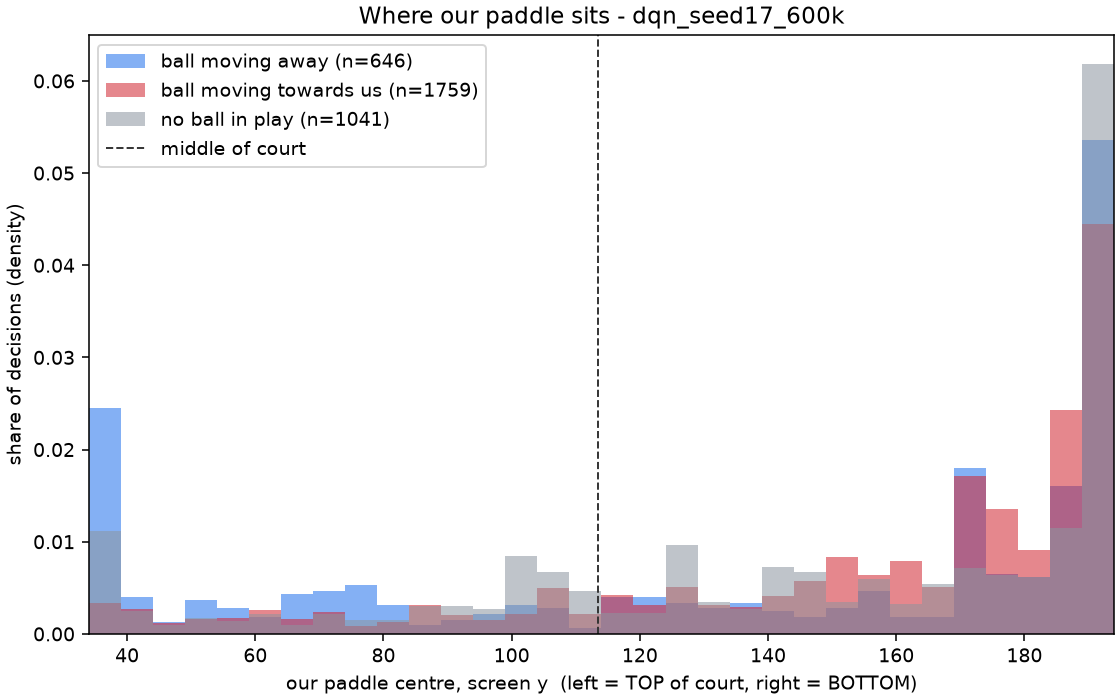 Where our paddle sits - dqn_seed17_600k
ball moving away (n=646)
ball moving towards us (n=1759)
no ball in play (n=1041)
middle of court
share of decisions (density)
0.06
0.05
0.04
0.03
0.02
0.01
0.00
40 60 80 100 120 140 160 180
our paddle centre, screen y  (left = TOP of court, right = BOTTOM)